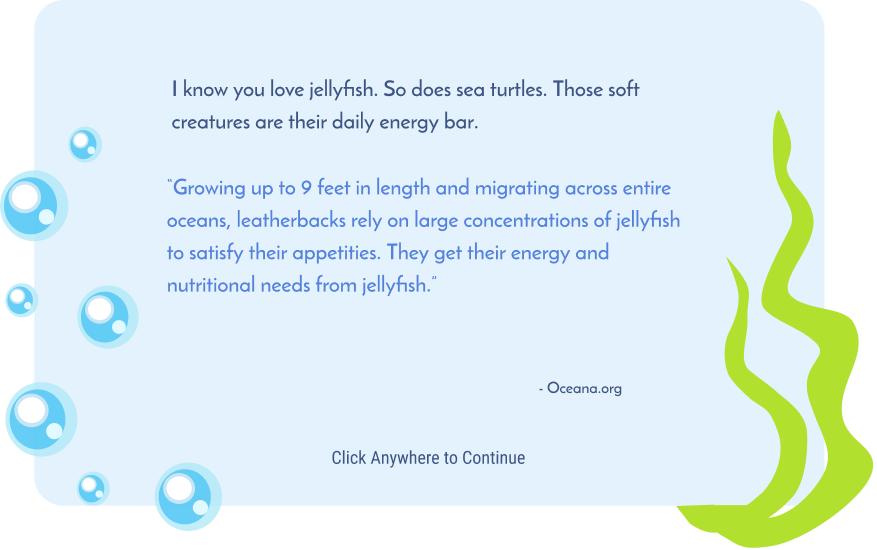 I know you love jellyfish. So does sea turtles. Those soft
creatures are their daily energy bar.
"Growing up to 9 feet in length and migrating across entire
oceans, leatherbacks rely on large concentrations of jellyfish
to satisfy their appetities. They get their energy and
nutritional needs from jellyfish."
- Oceana.org
Click Anywhere to Continue